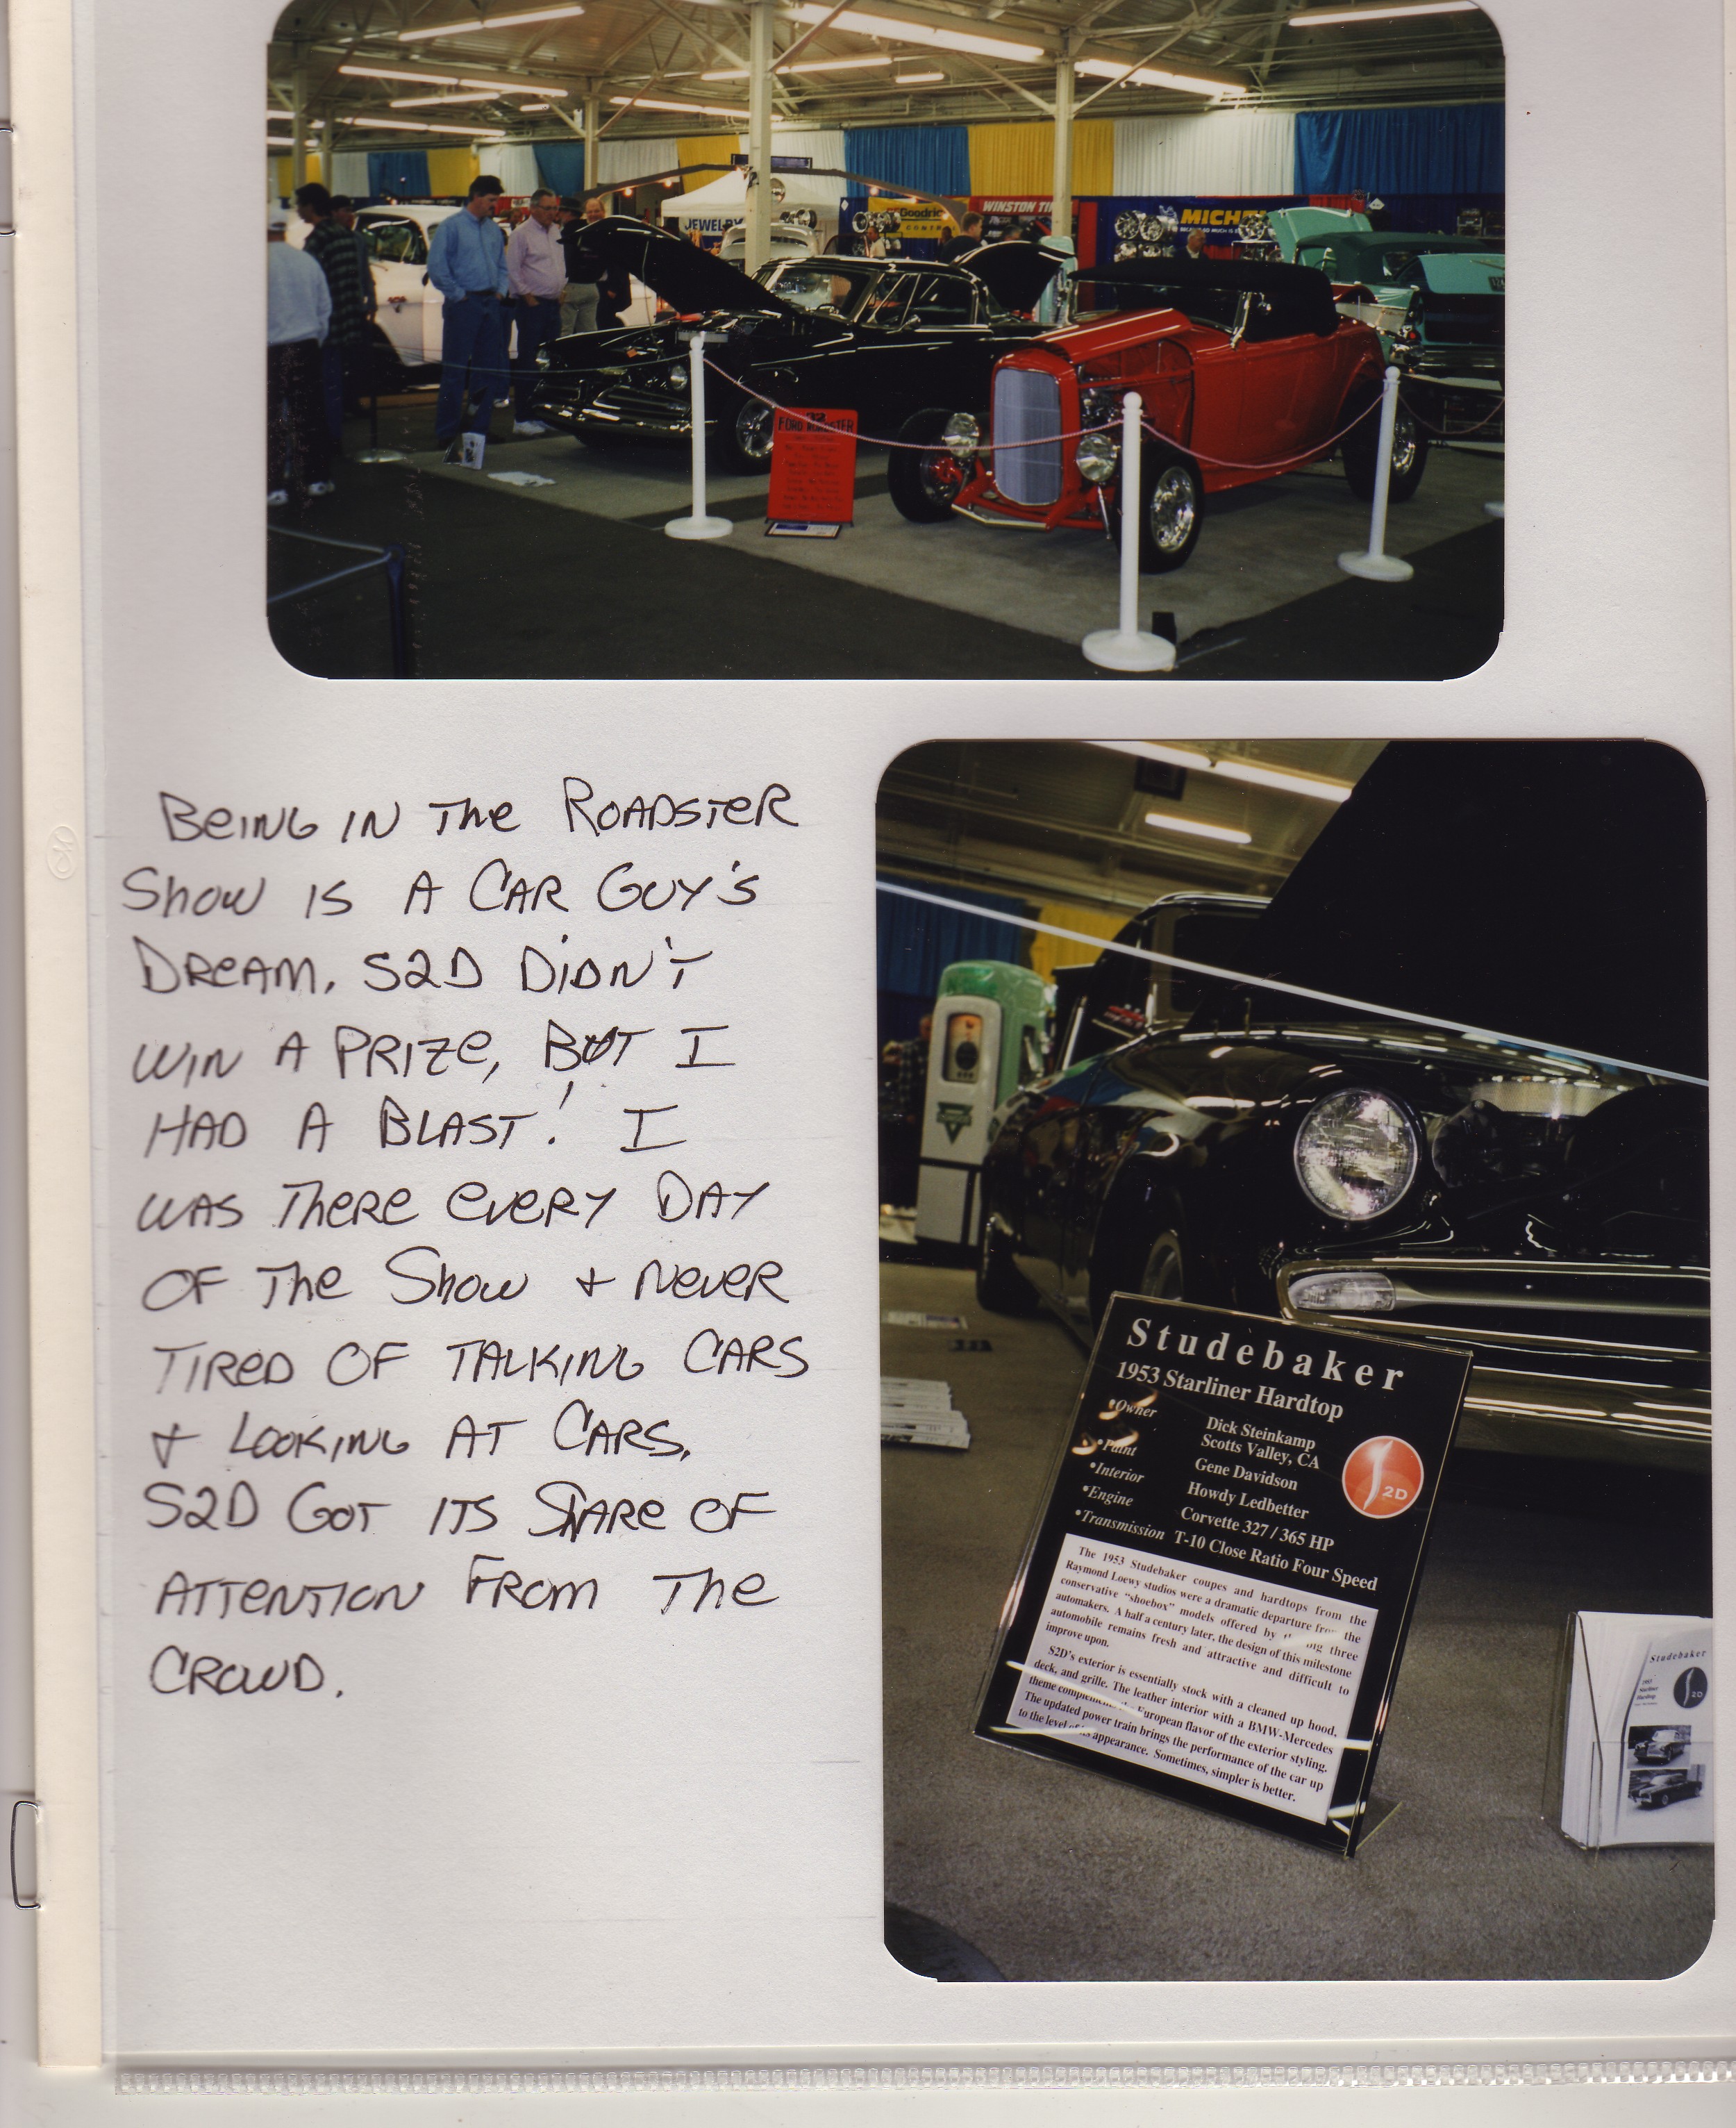 JEWELRY
Goodrich
WINSTON
MICH
32
FORD ROADSTER
BEING IN THE ROADSTER
SHOW IS A CAR GUY'S
DREAM. S2D DIDN'T
WIN A PRIZE, BUT I
HAD A BLAST! I
WAS THERE EVERY DAY
OF THE SHOW + NEVER
TIRED OF TALKING CARS
+ LOOKING AT CARS.
S2D GOT ITS SHARE OF
ATTENTION FROM THE
CROWD.
Studebaker
1953 Starliner Hardtop
•Owner Dick Steinkamp
Scotts Valley, CA
•Paint Gene Davidson
•Interior Howdy Ledbetter
•Engine Corvette 327 / 365 HP
•Transmission T-10 Close Ratio Four Speed
2D
The 1953 Studebaker coupes and hardtops from the
Raymond Loewy studios were a dramatic departure from the
conservative "shoebox" models offered by three
automakers. A half a century later, the design of this milestone
automobile remains fresh and attractive and difficult to
improve upon.
S2D's exterior is essentially stock with a cleaned up hood,
deck, and grille. The leather interior with a BMW-Mercedes
theme European flavor of the exterior styling.
The updated power train brings the performance of the car up
to the level of its appearance. Sometimes, simpler is better.
Studebaker
1953
Starliner
Hardtop
2D